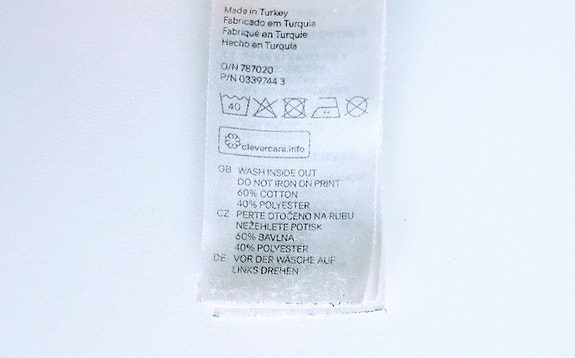 Made in Turkey
Fabricado em Turquia
Fabriqué en Turquie
Hecho en Turquía
O/N 787020
P/N 0339744 3
40
clevercare.info
GB WASH INSIDE OUT
DO NOT IRON ON PRINT
60% COTTON
40% POLYESTER
CZ PERTE OTOČENO NA RUBU
NEŽEHLETE POTISK
60% BAVLNA
40% POLYESTER
DE VOR DER WÄSCHE AUF
LINKS DREHEN